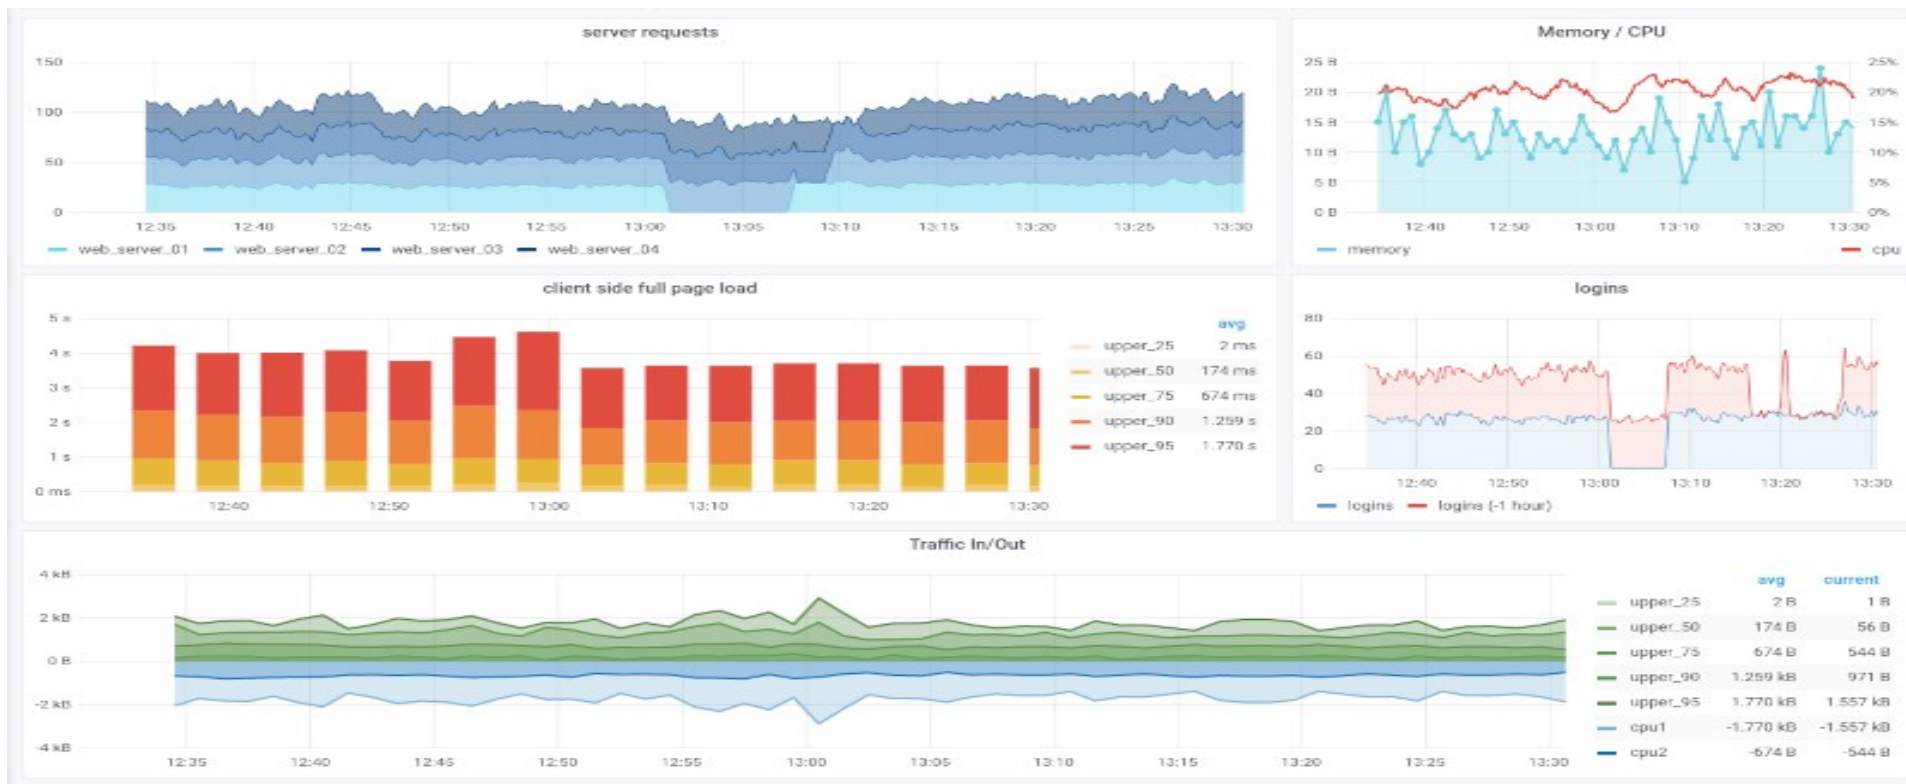 server requests
150
100
50
0
12:35 12:40 12:45 12:50 12:55 13:00 13:05 13:10 13:15 13:20 13:25 13:30
web_server_01 web_server_02 web_server_03 web_server_04
Memory / CPU
25 B 25%
20 B 20%
15 B 15%
10 B 10%
5 B 5%
0 B 0%
12:40 12:50 13:00 13:10 13:20 13:30
memory cpu
client side full page load
5 s
4 s
3 s
2 s
1 s
0 ms
12:40 12:50 13:00 13:10 13:20 13:30
avg
upper_25 2 ms
upper_50 174 ms
upper_75 674 ms
upper_90 1.259 s
upper_95 1.770 s
logins
80
60
40
20
0
12:40 12:50 13:00 13:10 13:20 13:30
logins logins (-1 hour)
Traffic In/Out
4 kB
2 kB
0 B
-2 kB
-4 kB
12:35 12:40 12:45 12:50 12:55 13:00 13:05 13:10 13:15 13:20 13:25 13:30
avg current
upper_25 2 B 1 B
upper_50 174 B 56 B
upper_75 674 B 544 B
upper_90 1.259 kB 971 B
upper_95 1.770 kB 1.557 kB
cpu1 -1.770 kB -1.557 kB
cpu2 -674 B -544 B